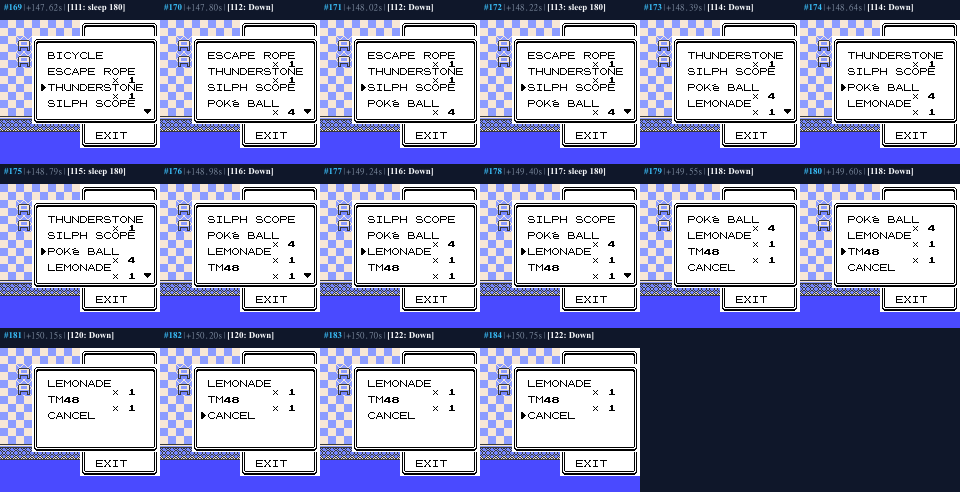 #169|+147.62s|[111: sleep 180]
BICYCLE
ESCAPE ROPE
× 1
THUNDERSTONE
× 1
SILPH SCOPE
EXIT
#170|+147.80s|[112: Down]
ESCAPE ROPE
× 1
THUNDERSTONE
× 1
SILPH SCOPE
POKé BALL
× 4
EXIT
#171|+148.02s|[112: Down]
ESCAPE ROPE
× 1
THUNDERSTONE
× 1
SILPH SCOPE
POKé BALL
× 4
EXIT
#172|+148.22s|[113: sleep 180]
ESCAPE ROPE
× 1
THUNDERSTONE
× 1
SILPH SCOPE
POKé BALL
× 4
EXIT
#173|+148.39s|[114: Down]
THUNDERSTONE
× 1
SILPH SCOPE
POKé BALL
× 4
LEMONADE
× 1
EXIT
#174|+148.64s|[114: Down]
THUNDERSTONE
× 1
SILPH SCOPE
POKé BALL
× 4
LEMONADE
× 1
EXIT
#175|+148.79s|[115: sleep 180]
THUNDERSTONE
× 1
SILPH SCOPE
POKé BALL
× 4
LEMONADE
× 1
EXIT
#176|+148.98s|[116: Down]
SILPH SCOPE
POKé BALL
× 4
LEMONADE
× 1
TM48
× 1
EXIT
#177|+149.24s|[116: Down]
SILPH SCOPE
POKé BALL
× 4
LEMONADE
× 1
TM48
× 1
EXIT
#178|+149.40s|[117: sleep 180]
SILPH SCOPE
POKé BALL
× 4
LEMONADE
× 1
TM48
× 1
EXIT
#179|+149.55s|[118: Down]
POKé BALL
× 4
LEMONADE
× 1
TM48
× 1
CANCEL
EXIT
#180|+149.60s|[118: Down]
POKé BALL
× 4
LEMONADE
× 1
TM48
× 1
CANCEL
EXIT
#181|+150.15s|[120: Down]
LEMONADE
× 1
TM48
× 1
CANCEL
EXIT
#182|+150.20s|[120: Down]
LEMONADE
× 1
TM48
× 1
CANCEL
EXIT
#183|+150.70s|[122: Down]
LEMONADE
× 1
TM48
× 1
CANCEL
EXIT
#184|+150.75s|[122: Down]
LEMONADE
× 1
TM48
× 1
CANCEL
EXIT